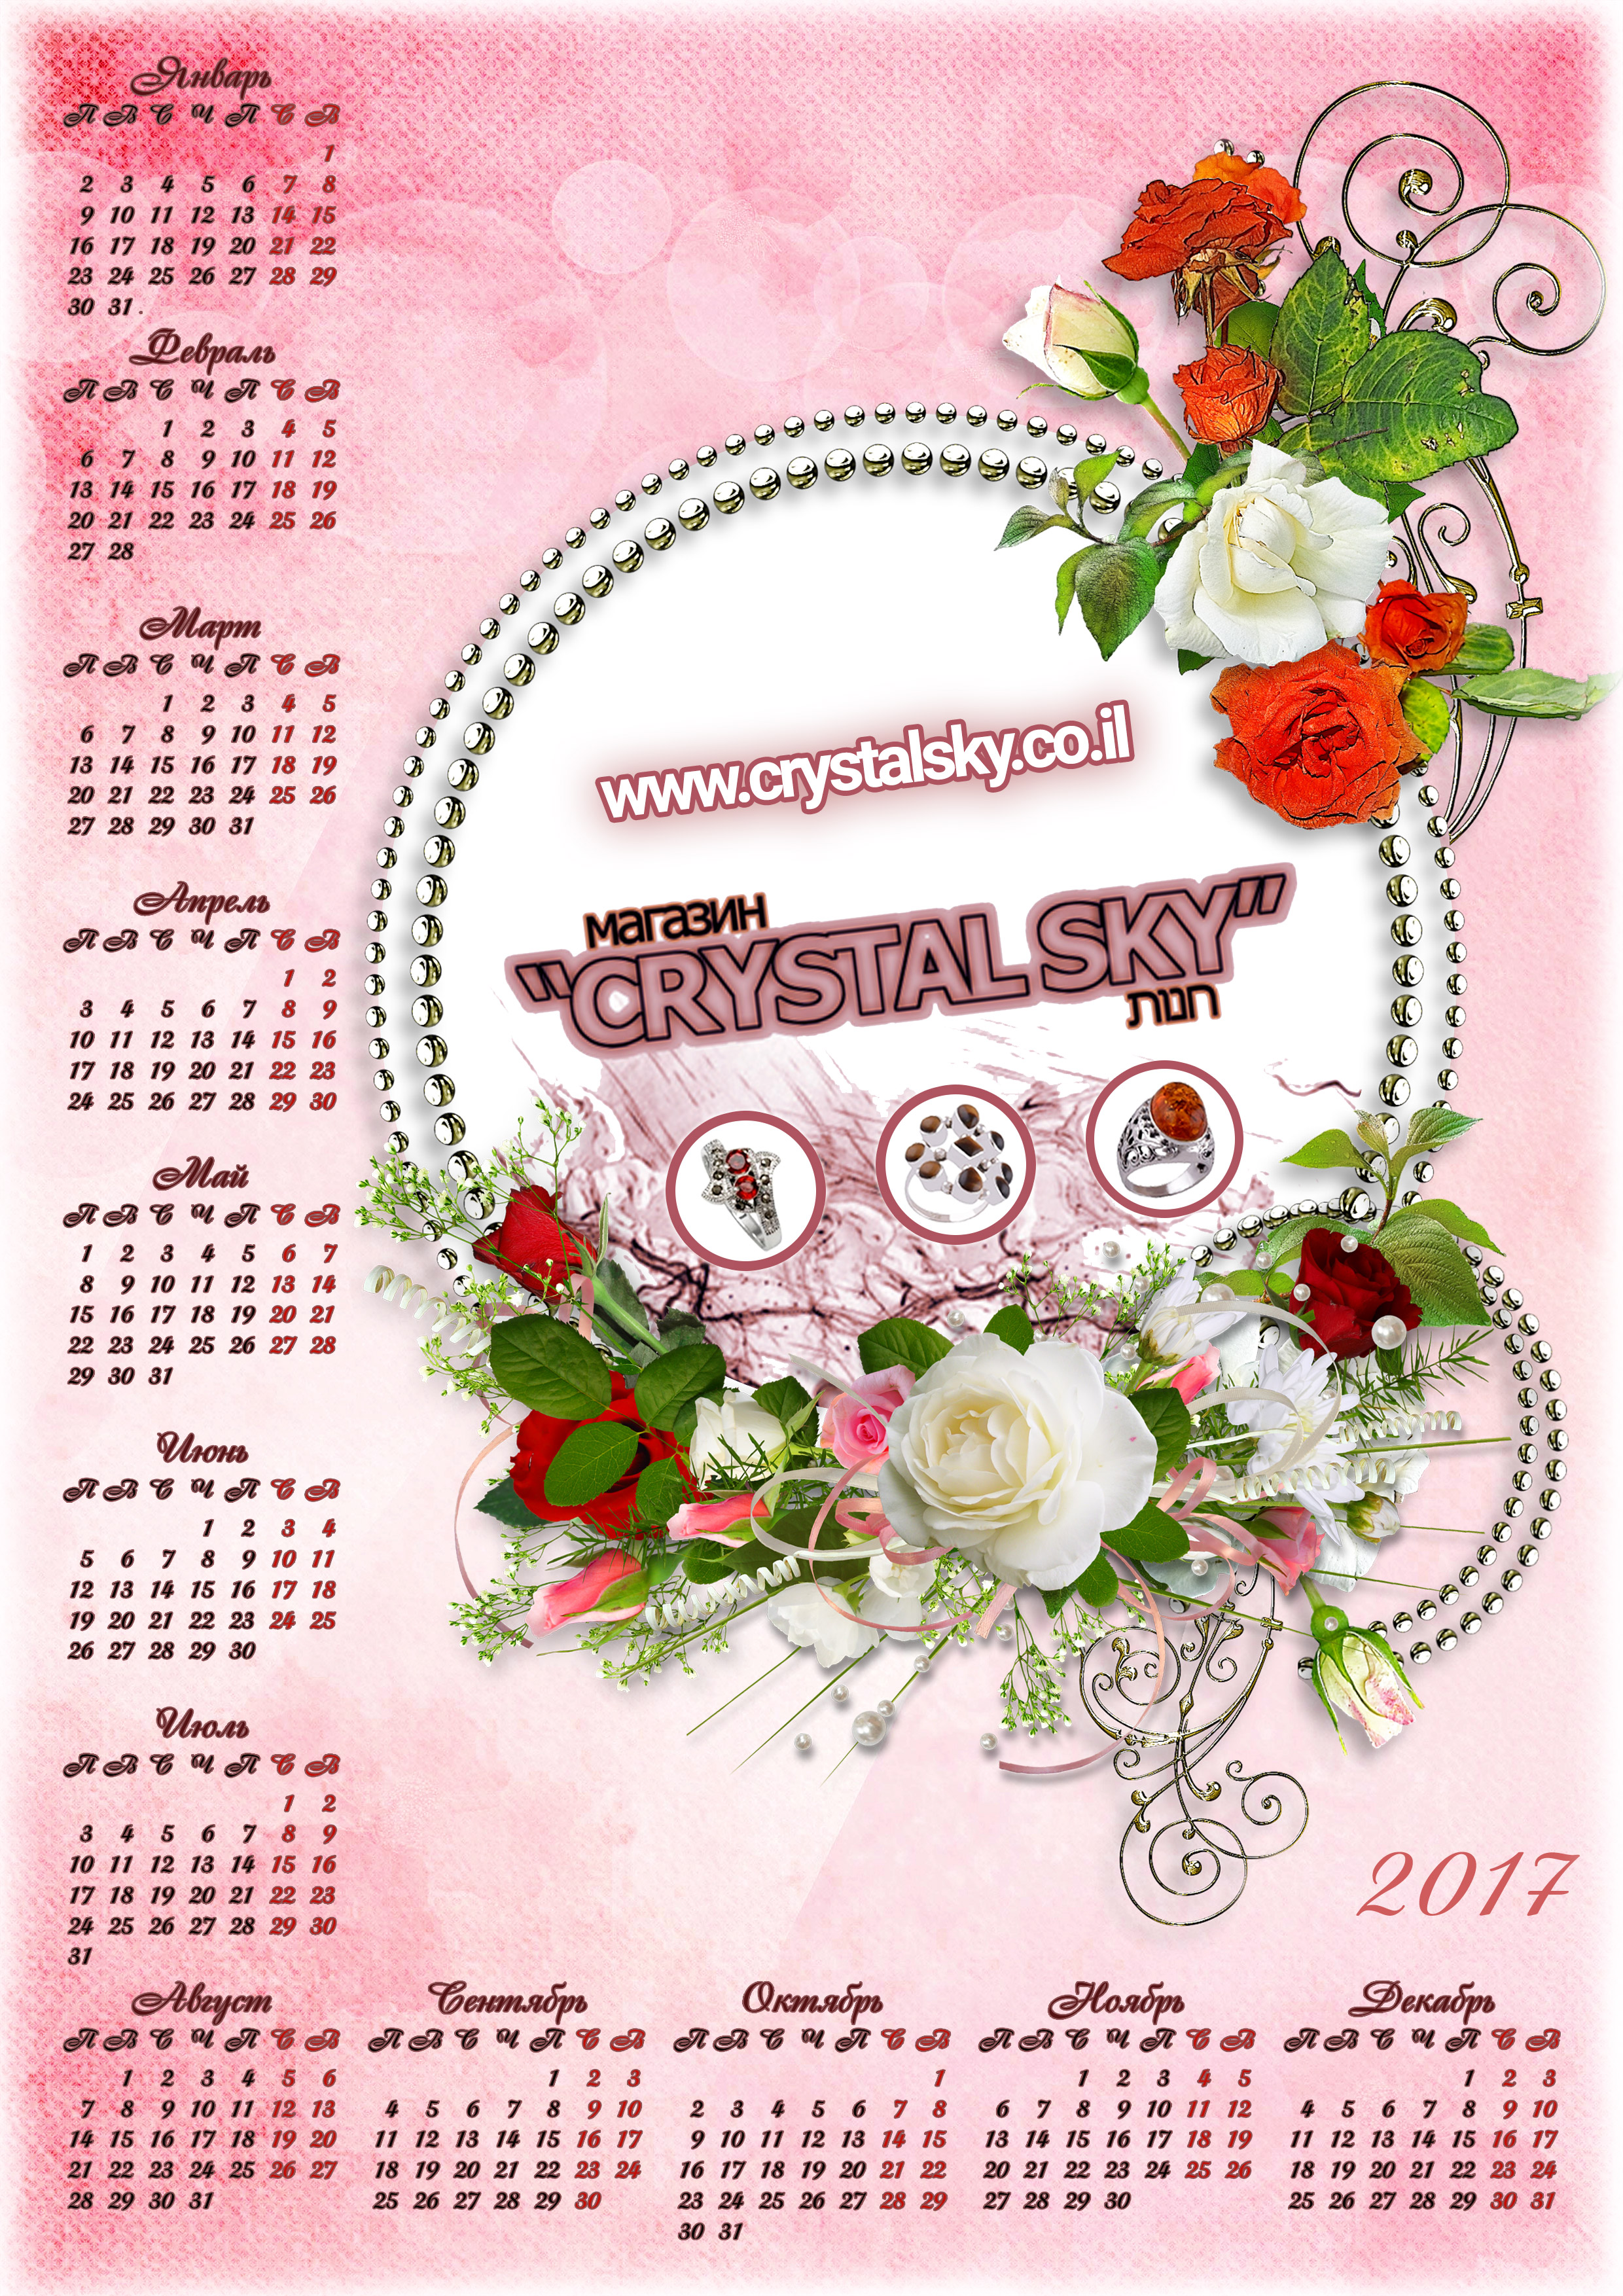 Январь
П В С Ч П С В
1
2 3 4 5 6 7 8
9 10 11 12 13 14 15
16 17 18 19 20 21 22
23 24 25 26 27 28 29
30 31 .
Февраль
П В С Ч П С В
1 2 3 4 5
6 7 8 9 10 11 12
13 14 15 16 17 18 19
20 21 22 23 24 25 26
27 28
Март
П В С Ч П С В
1 2 3 4 5
6 7 8 9 10 11 12
13 14 15 16 17 18 19
20 21 22 23 24 25 26
27 28 29 30 31
Апрель
П В С Ч П С В
1 2
3 4 5 6 7 8 9
10 11 12 13 14 15 16
17 18 19 20 21 22 23
24 25 26 27 28 29 30
Май
П В С Ч П С В
1 2 3 4 5 6 7
8 9 10 11 12 13 14
15 16 17 18 19 20 21
22 23 24 25 26 27 28
29 30 31
Июнь
П В С Ч П С В
1 2 3 4
5 6 7 8 9 10 11
12 13 14 15 16 17 18
19 20 21 22 23 24 25
26 27 28 29 30
Июль
П В С Ч П С В
1 2
3 4 5 6 7 8 9
10 11 12 13 14 15 16
17 18 19 20 21 22 23
24 25 26 27 28 29 30
31
www.crystalsky.co.il
магазин
"CRYSTAL SKY"
חנות
2017
Август
П В С Ч П С В
1 2 3 4 5 6
7 8 9 10 11 12 13
14 15 16 17 18 19 20
21 22 23 24 25 26 27
28 29 30 31
Сентябрь
П В С Ч П С В
1 2 3
4 5 6 7 8 9 10
11 12 13 14 15 16 17
18 19 20 21 22 23 24
25 26 27 28 29 30
Октябрь
П В С Ч П С В
1
2 3 4 5 6 7 8
9 10 11 12 13 14 15
16 17 18 19 20 21 22
23 24 25 26 27 28 29
30 31
Ноябрь
П В С Ч П С В
1 2 3 4 5
6 7 8 9 10 11 12
13 14 15 16 17 18 19
20 21 22 23 24 25 26
27 28 29 30
Декабрь
П В С Ч П С В
1 2 3
4 5 6 7 8 9 10
11 12 13 14 15 16 17
18 19 20 21 22 23 24
25 26 27 28 29 30 31